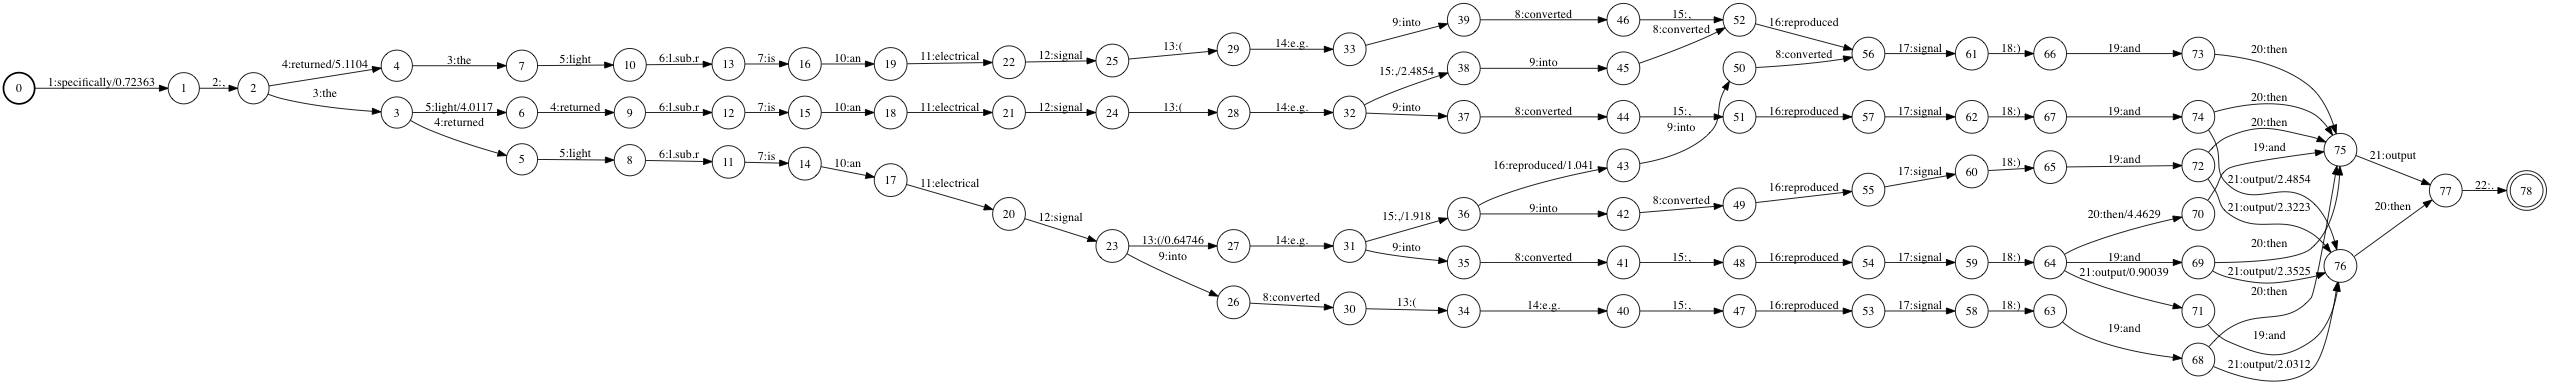 0 1:specifically/0.72363 1 2:, 2
4:returned/5.1104 4 3:the 7 5:light 10 6:l.sub.r 13 7:is 16 10:an 19 11:electrical 22 12:signal 25 13:( 29 14:e.g. 33 9:into 39 8:converted 46 15:, 52 16:reproduced 56 17:signal 61 18:) 66 19:and 73 20:then
15:,/2.4854 38 9:into 45 8:converted
50 8:converted
3:the 3 5:light/4.0117 6 4:returned 9 6:l.sub.r 12 7:is 15 10:an 18 11:electrical 21 12:signal 24 13:( 28 14:e.g. 32 9:into 37 8:converted 44 15:, 51 16:reproduced 57 17:signal 62 18:) 67 19:and 74 20:then
21:output/2.4854
4:returned 5 5:light 8 6:l.sub.r 11 7:is 14 10:an 17 11:electrical 20 12:signal 23 13:(/0.64746 27 14:e.g. 31
16:reproduced/1.041 43 9:into
15:,/1.918 36 9:into 42 8:converted 49 16:reproduced 55 17:signal 60 18:) 65 19:and 72 20:then
21:output/2.3223
20:then/4.4629 70 19:and 75 21:output 77 22:. 78
9:into 35 8:converted 41 15:, 48 16:reproduced 54 17:signal 59 18:) 64 19:and 69 20:then
21:output/2.3525 76 20:then
21:output/0.90039 71 19:and
9:into 26 8:converted 30 13:( 34 14:e.g. 40 15:, 47 16:reproduced 53 17:signal 58 18:) 63 19:and 68 20:then
21:output/2.0312